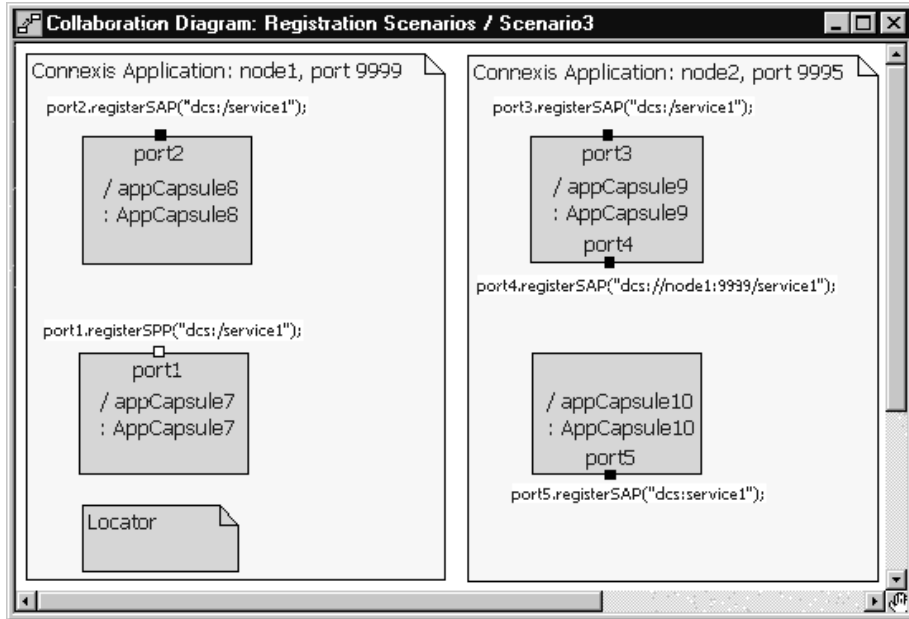 Collaboration Diagram: Registration Scenarios / Scenario3
Connexis Application: node1, port 9999
port2.registerSAP("dcs:/service1");
port2
/ appCapsule8
: AppCapsule8
port1.registerSPP("dcs:/service1");
port1
/ appCapsule7
: AppCapsule7
Locator
Connexis Application: node2, port 9995
port3.registerSAP("dcs:/service1");
port3
/ appCapsule9
: AppCapsule9
port4
port4.registerSAP("dcs://node1:9999/service1");
/ appCapsule10
: AppCapsule10
port5
port5.registerSAP("dcs:service1");